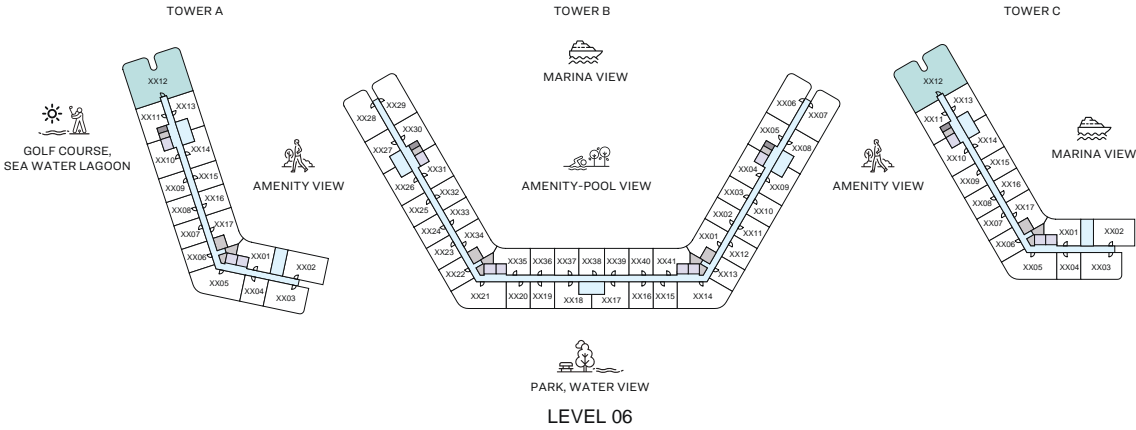 TOWER A
TOWER B
TOWER C
MARINA VIEW
GOLF COURSE,
SEA WATER LAGOON
AMENITY VIEW
AMENITY-POOL VIEW
AMENITY VIEW
MARINA VIEW
XX12
XX13
XX11
XX14
XX10
XX15
XX09
XX16
XX08
XX17
XX07
XX06
XX01
XX02
XX05
XX04
XX03
XX29
XX28
XX30
XX27
XX31
XX26
XX32
XX25
XX33
XX24
XX34
XX23
XX22
XX21
XX35
XX36
XX37
XX38
XX39
XX40
XX41
XX20
XX19
XX18
XX17
XX16
XX15
XX14
XX06
XX07
XX05
XX08
XX04
XX09
XX03
XX10
XX02
XX11
XX01
XX12
XX13
XX12
XX13
XX11
XX14
XX10
XX15
XX09
XX16
XX08
XX17
XX07
XX06
XX01
XX02
XX05
XX04
XX03
PARK, WATER VIEW
LEVEL 06